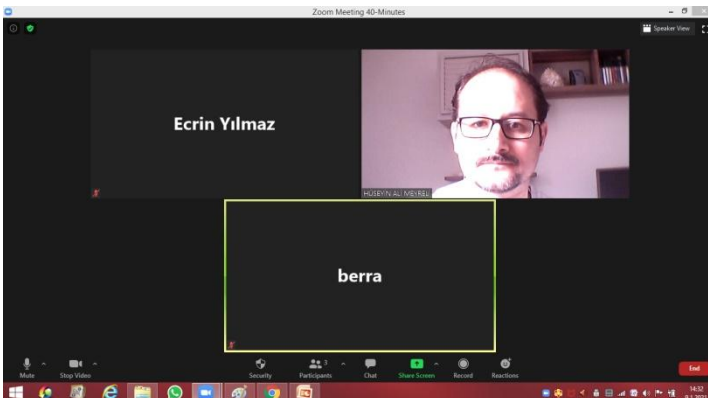 Zoom Meeting 40-Minutes
Speaker View
Ecrin Yılmaz
HÜSEYİN ALİ MEYREL
berra
Mute
Stop Video
Security
Participants
3
Chat
Share Screen
Record
Reactions
End
14:32